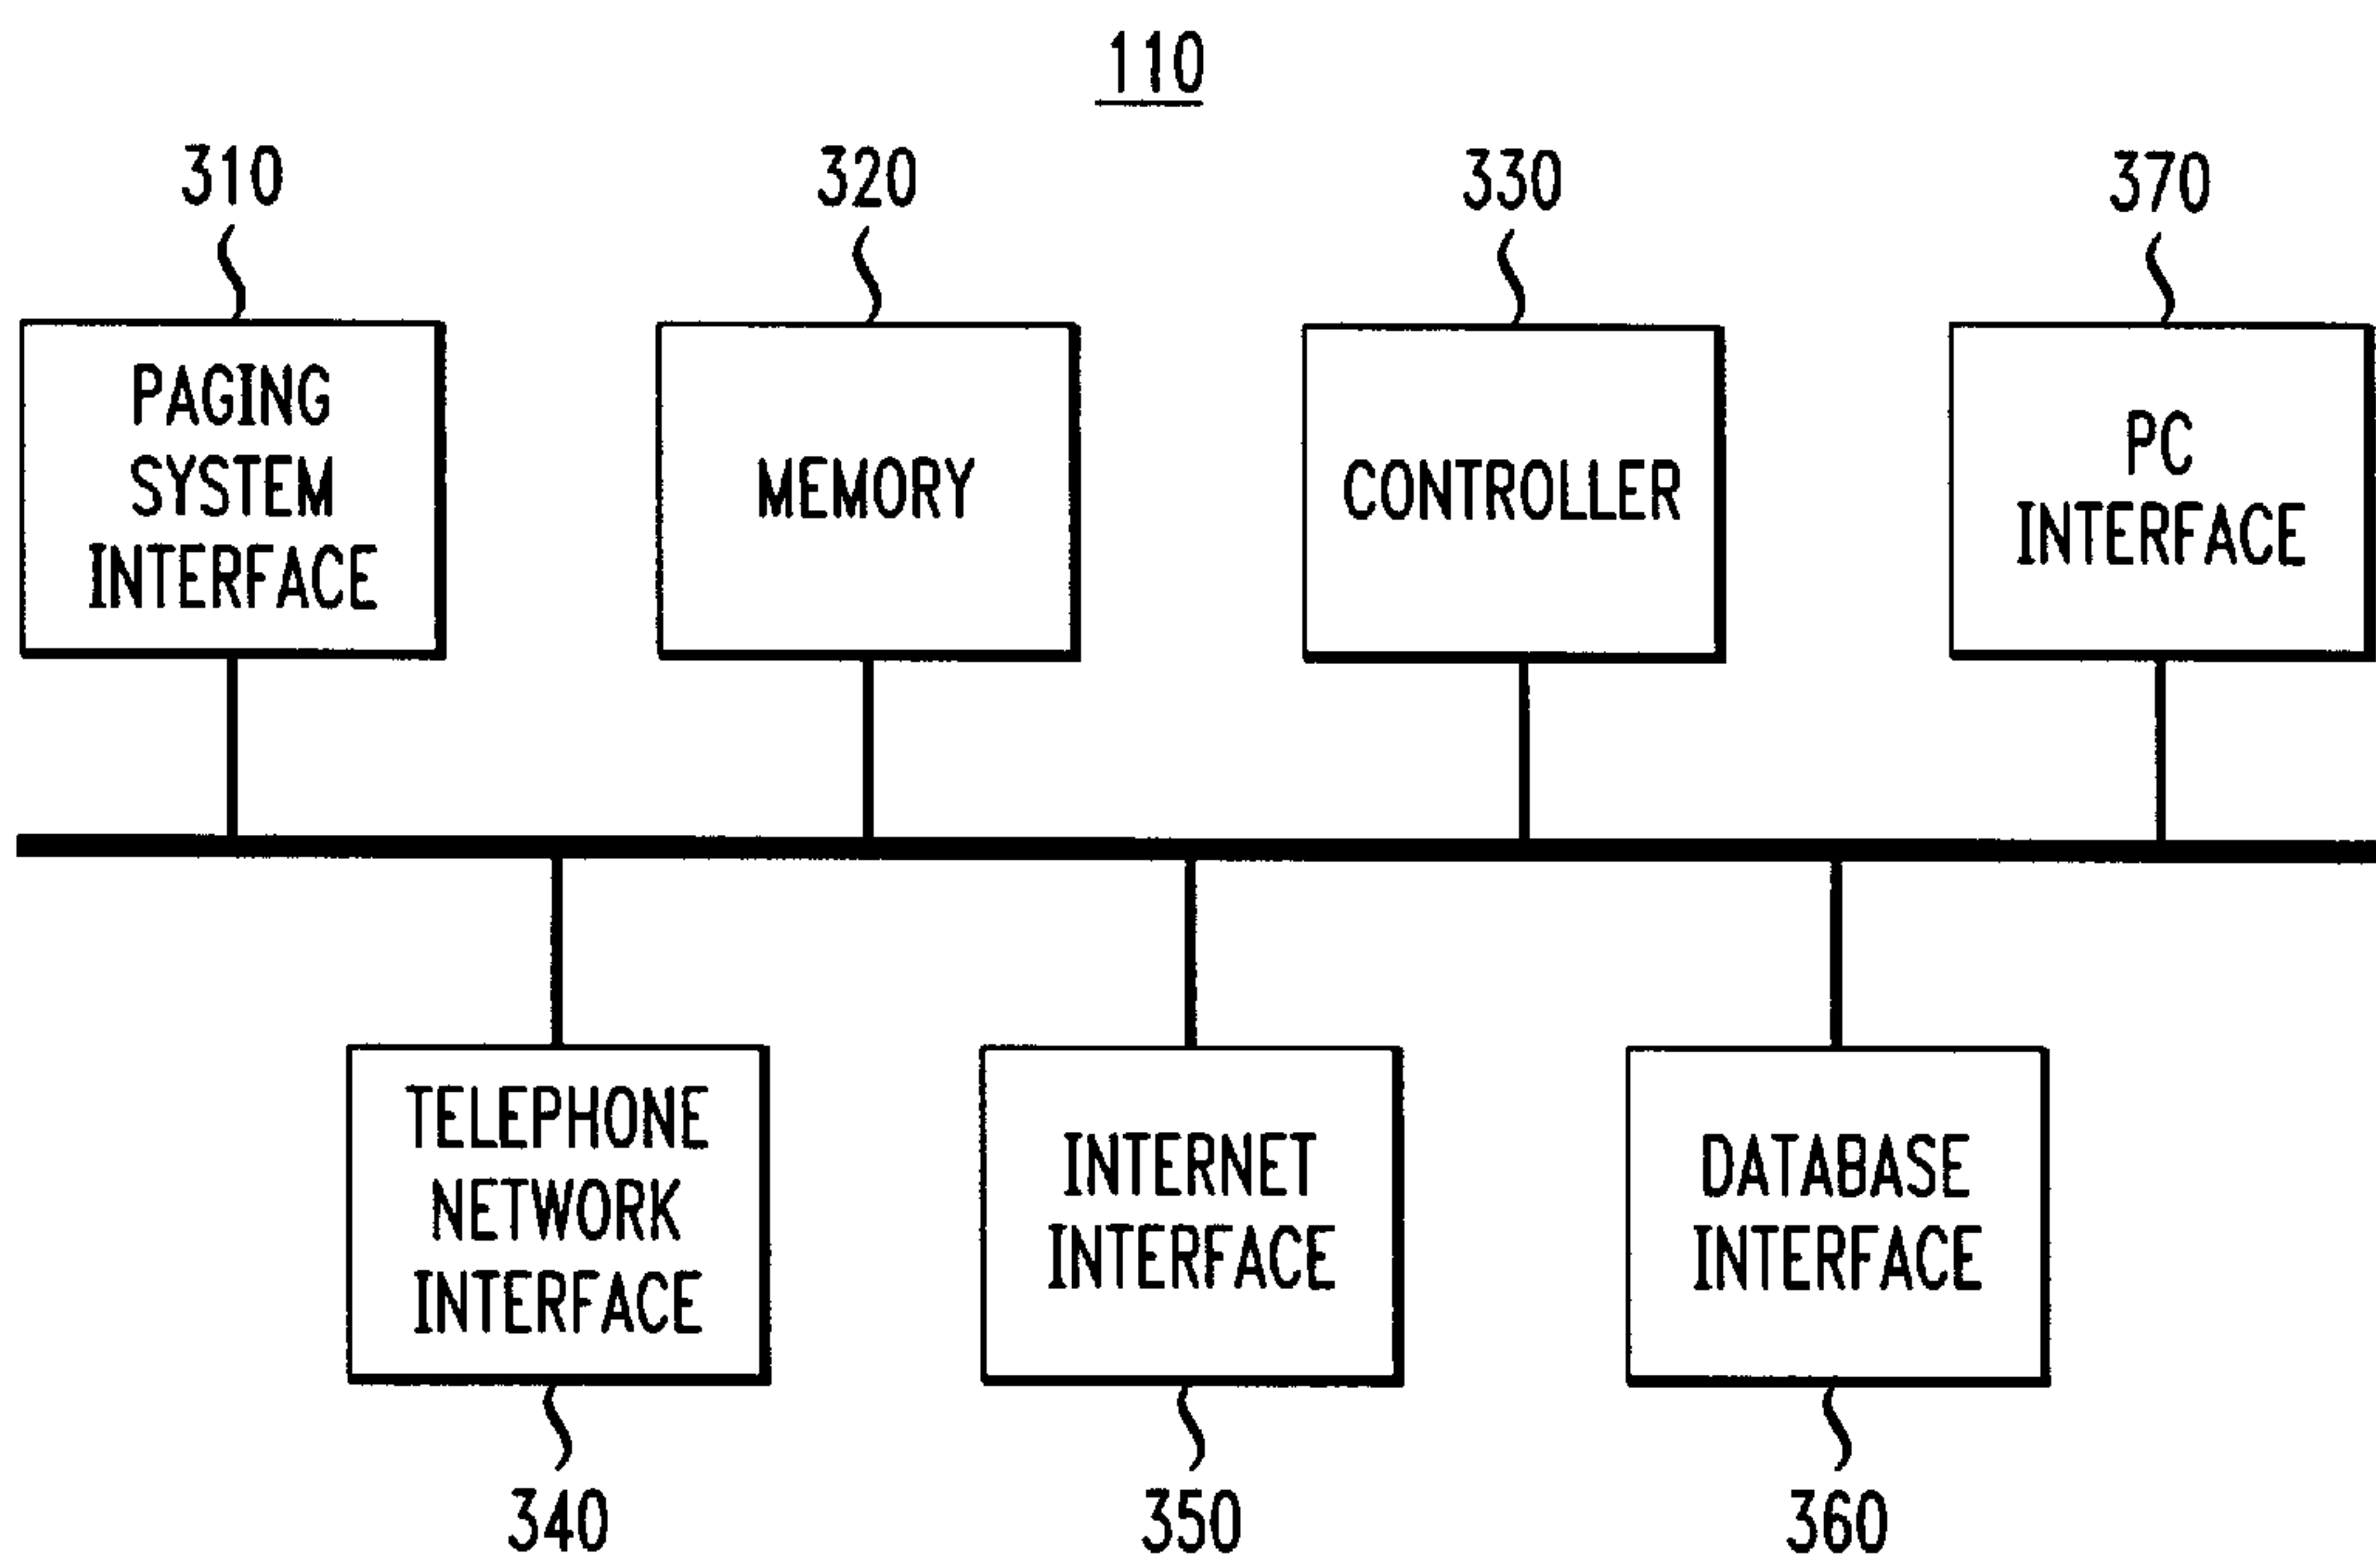 110
310
320
330
370
PAGING
SYSTEM
INTERFACE
MEMORY
CONTROLLER
PC
INTERFACE
TELEPHONE
NETWORK
INTERFACE
INTERNET
INTERFACE
DATABASE
INTERFACE
340
350
360